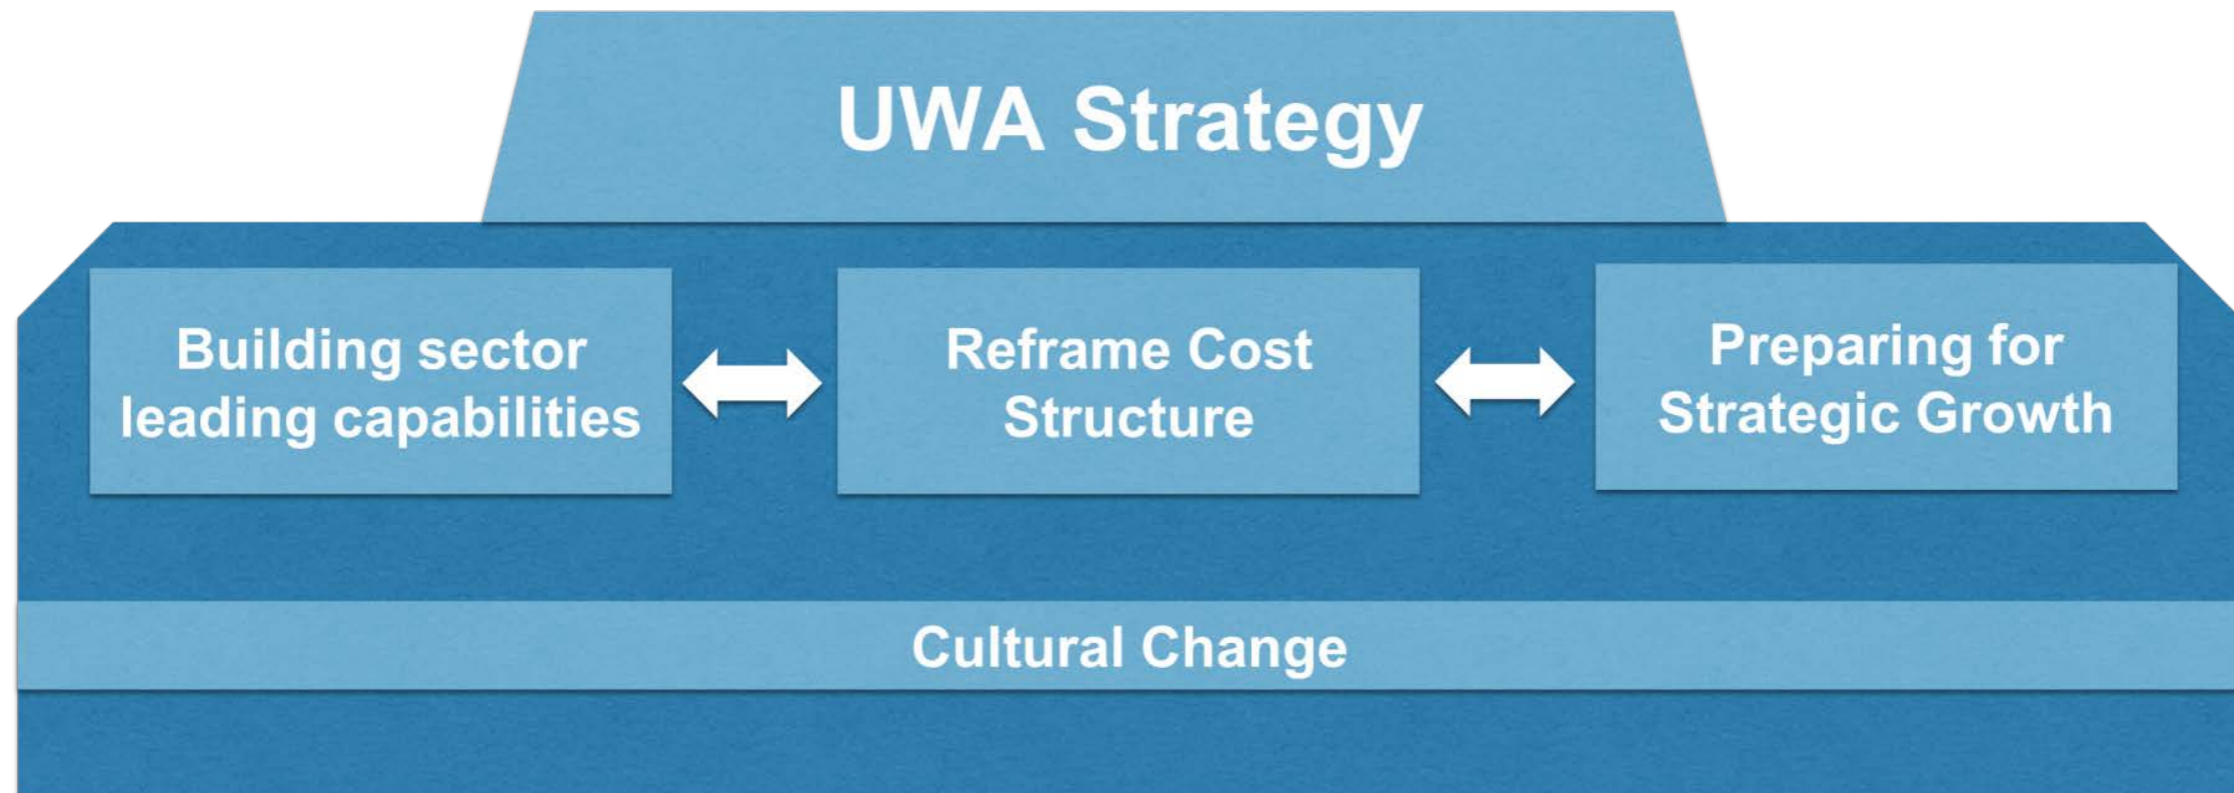 UWA Strategy
Building sector
leading capabilities
Reframe Cost
Structure
Preparing for
Strategic Growth
Cultural Change